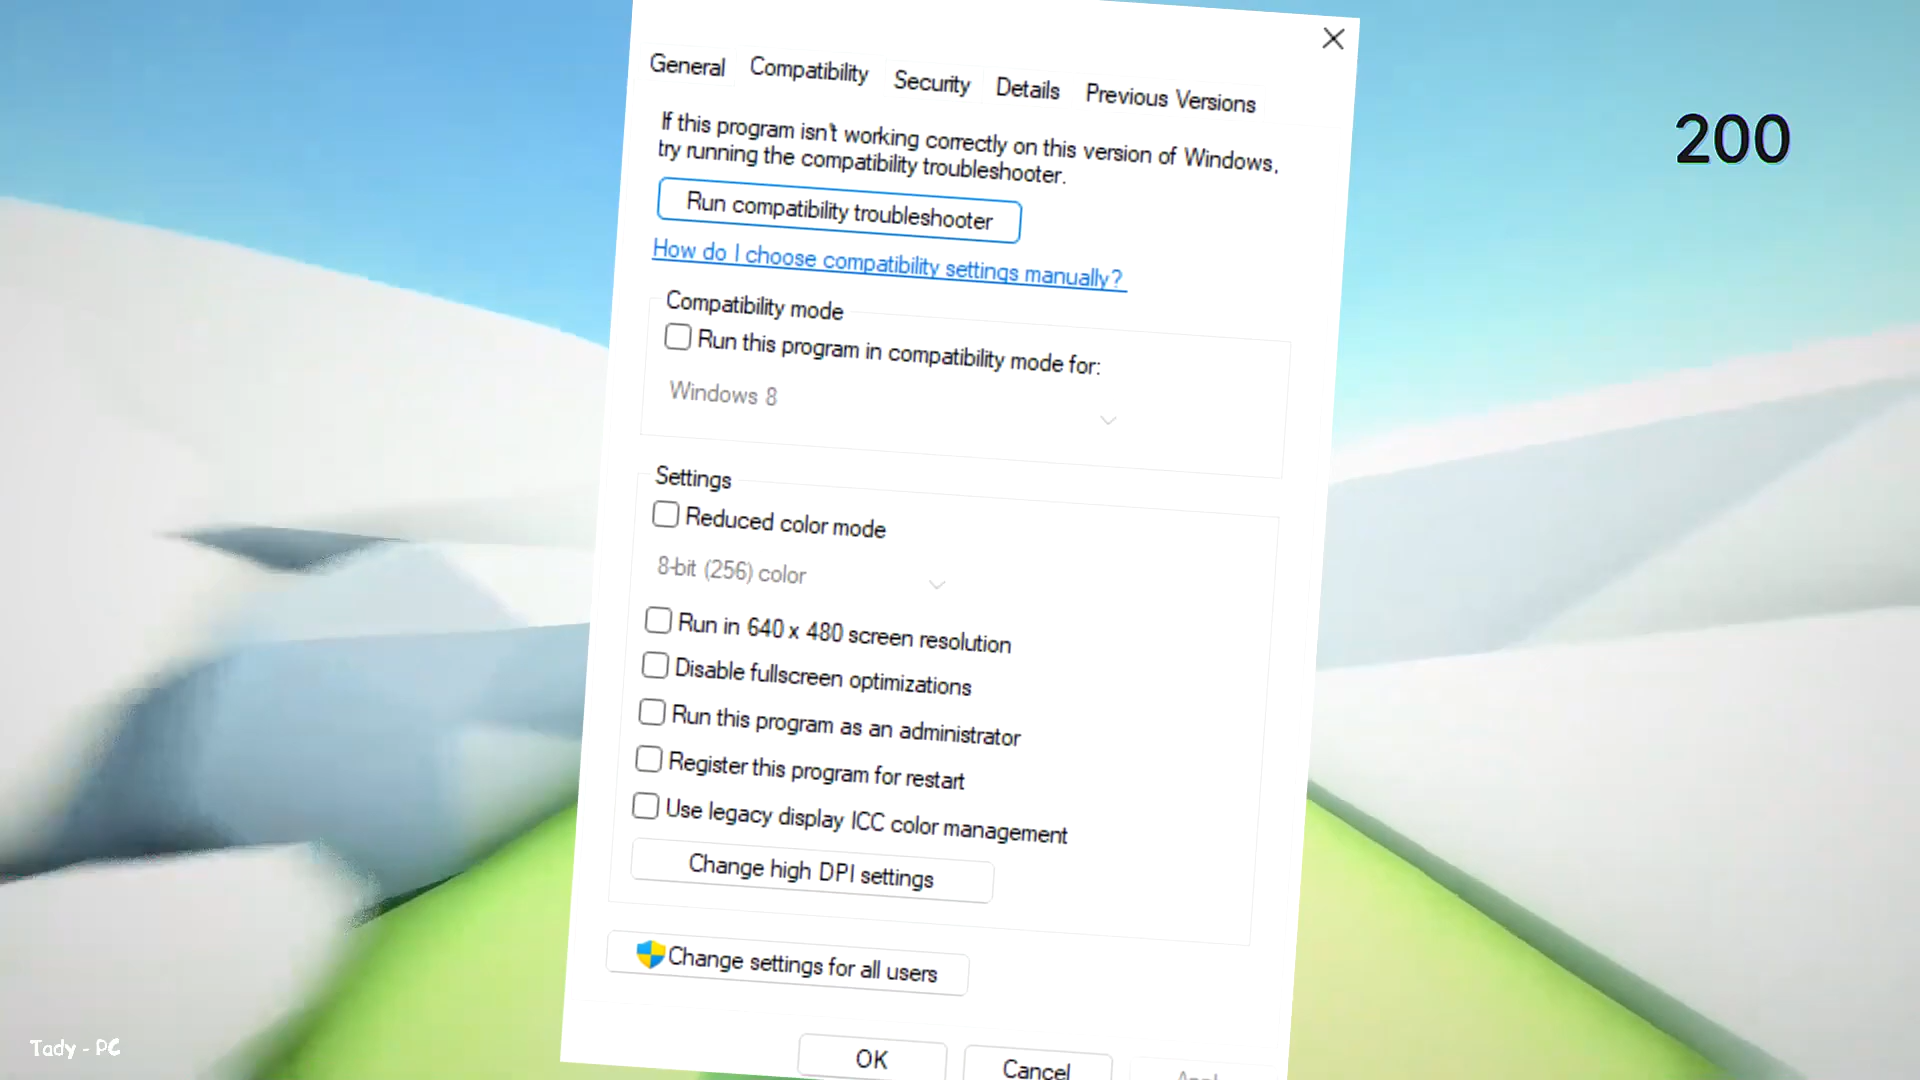 General Compatibility Security Details Previous Versions
200
If this program isn't working correctly on this version of Windows,
try running the compatibility troubleshooter.
Run compatibility troubleshooter
How do I choose compatibility settings manually?
Compatibility mode
Run this program in compatibility mode for:
Windows 8
Settings
Reduced color mode
8-bit (256) color
Run in 640 x 480 screen resolution
Disable fullscreen optimizations
Run this program as an administrator
Register this program for restart
Use legacy display ICC color management
Change high DPI settings
Change settings for all users
Tady - PC
OK Cancel